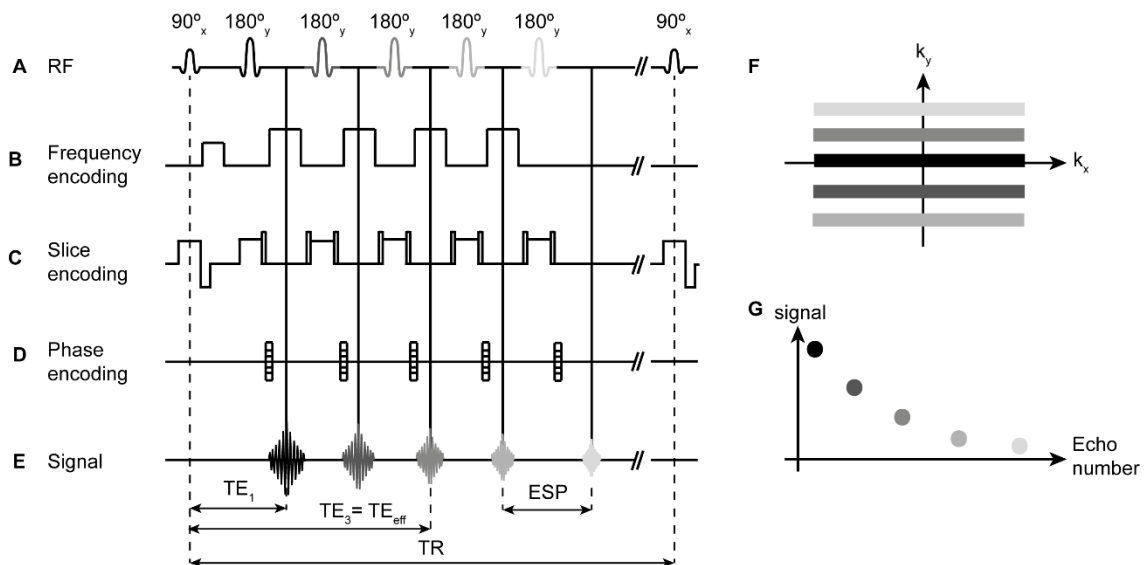 90°x 180°y 180°y 180°y 180°y 180°y 90°x
A RF
B Frequency
encoding
C Slice
encoding
D Phase
encoding
E Signal
TE1
TE3= TEeff
ESP
TR
F
ky
kx
G signal
Echo
number